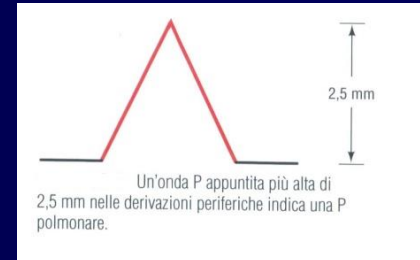 2,5 mm
Un'onda P appuntita più alta di
2,5 mm nelle derivazioni periferiche indica una P
polmonare.